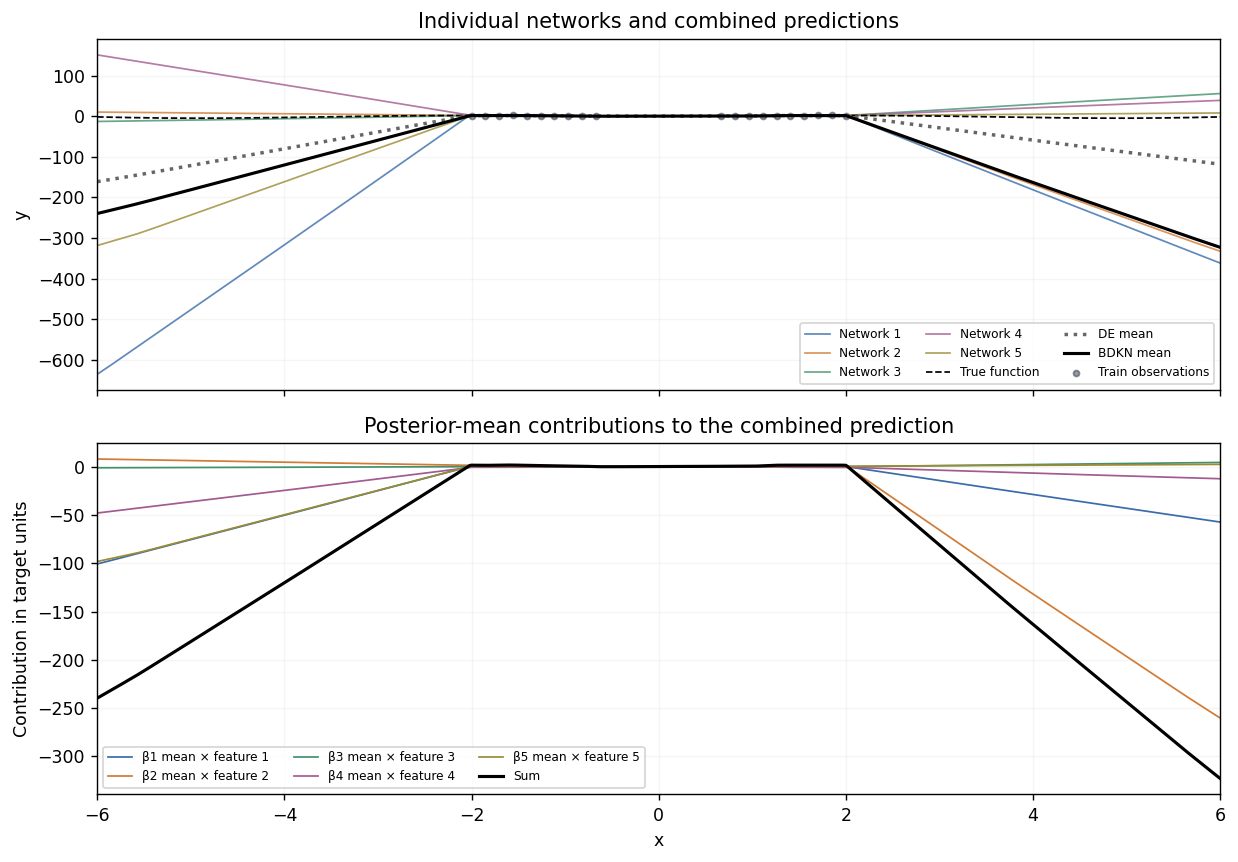 Individual networks and combined predictions
100
0
−100
−200
−300
−400
−500
−600
y
Network 1 Network 4 DE mean
Network 2 Network 5 BDKN mean
Network 3 True function Train observations
Posterior-mean contributions to the combined prediction
0
−50
−100
−150
−200
−250
−300
Contribution in target units
β1 mean × feature 1 β3 mean × feature 3 β5 mean × feature 5
β2 mean × feature 2 β4 mean × feature 4 Sum
−6 −4 −2 0 2 4 6
x